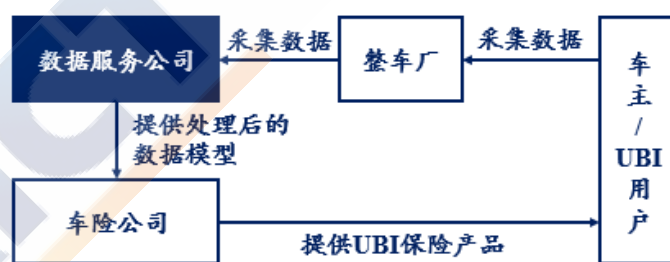 数据服务公司
采集数据
整车厂
采集数据
车
主
/
UBI
用
户
提供处理后的
数据模型
车险公司
提供UBI保险产品